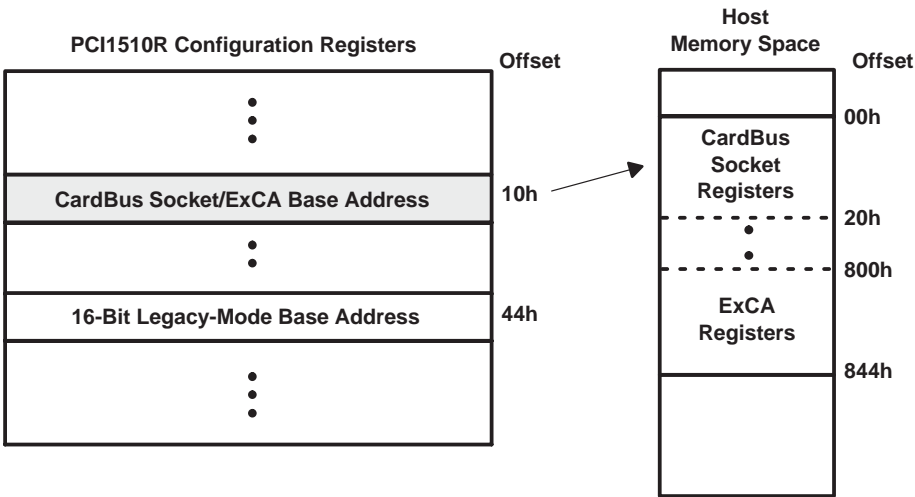 PCI1510R Configuration Registers
Offset
CardBus Socket/ExCA Base Address
10h
16-Bit Legacy-Mode Base Address
44h
Host
Memory Space
Offset
00h
CardBus
Socket
Registers
20h
800h
ExCA
Registers
844h